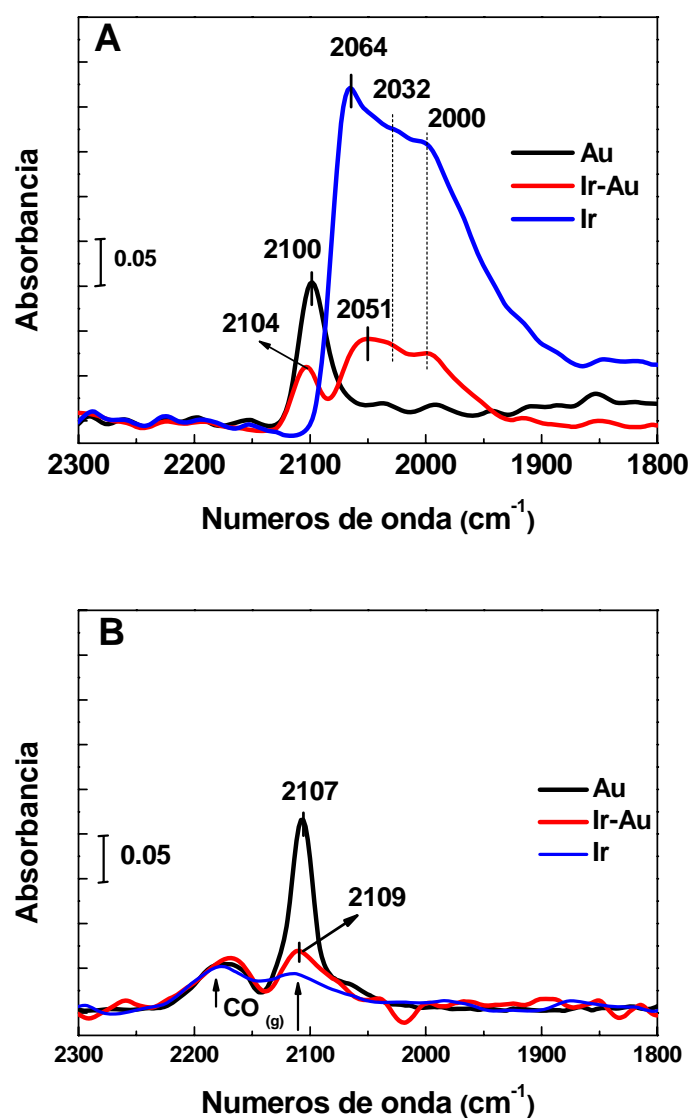 A
2064
2032
2000
Au
Ir-Au
Ir
0.05
2100
2104
2051
Absorbancia
2300 2200 2100 2000 1900 1800
Numeros de onda (cm⁻¹)
B
2107
Au
Ir-Au
Ir
0.05
2109
CO (g)
Absorbancia
2300 2200 2100 2000 1900 1800
Numeros de onda (cm⁻¹)